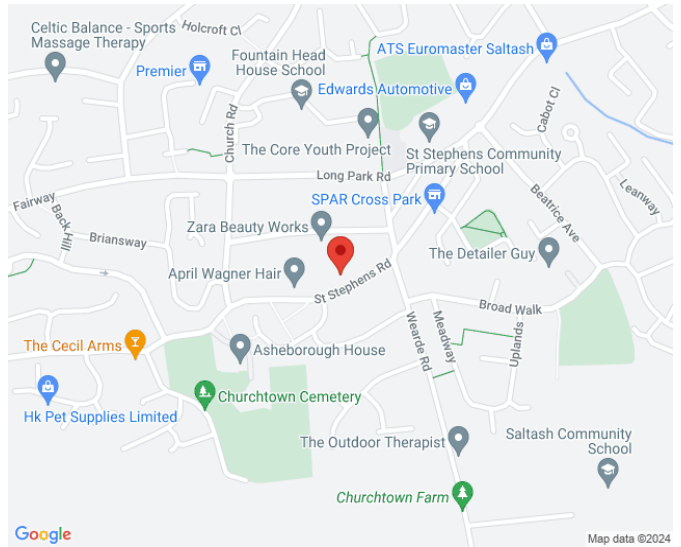 Celtic Balance - Sports
Massage Therapy
Holcroft Cl
Premier
Church Rd
Fountain Head
House School
ATS Euromaster Saltash
Edwards Automotive
Cabot Cl
The Core Youth Project
St Stephens Community
Primary School
Long Park Rd
Fairway
Back Hill
Briansway
SPAR Cross Park
Beatrice Ave
Leanway
Zara Beauty Works
The Detailer Guy
April Wagner Hair
St Stephens Rd
Broad Walk
The Cecil Arms
Asheborough House
Wearde Rd
Meadway
Uplands
Churchtown Cemetery
Hk Pet Supplies Limited
The Outdoor Therapist
Saltash Community
School
Churchtown Farm
Google
Map data ©2024